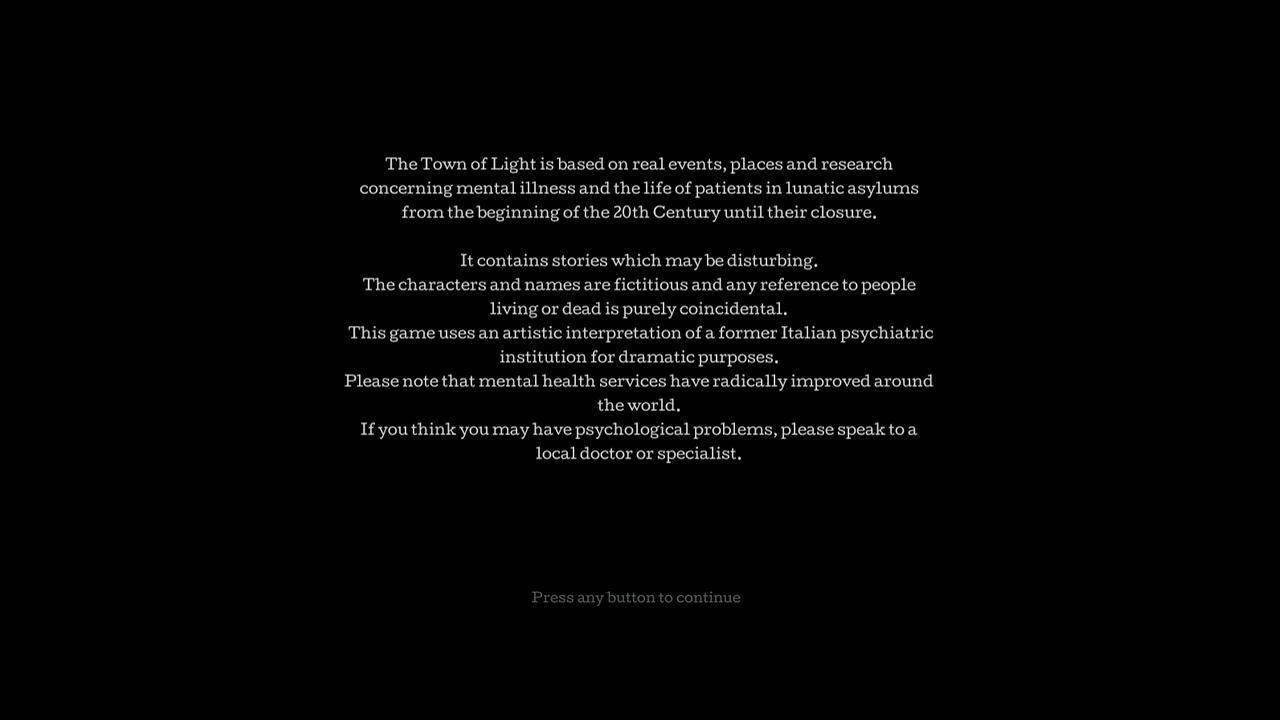 The Town of Light is based on real events, places and research
concerning mental illness and the life of patients in lunatic asylums
from the beginning of the 20th Century until their closure.
It contains stories which may be disturbing.
The characters and names are fictitious and any reference to people
living or dead is purely coincidental.
This game uses an artistic interpretation of a former Italian psychiatric
institution for dramatic purposes.
Please note that mental health services have radically improved around
the world.
If you think you may have psychological problems, please speak to a
local doctor or specialist.
Press any button to continue